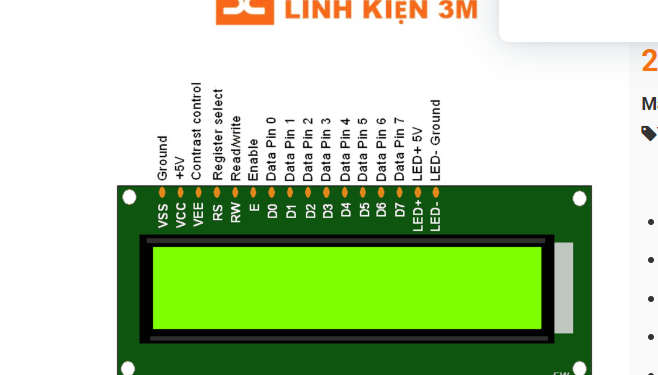 LINH KIỆN 3M
2
M
Ground
+5V
Contrast control
Register select
Read/write
Enable
Data Pin 0
Data Pin 1
Data Pin 2
Data Pin 3
Data Pin 4
Data Pin 5
Data Pin 6
Data Pin 7
LED+ 5V
LED- Ground
VSS
VCC
VEE
RS
RW
E
D0
D1
D2
D3
D4
D5
D6
D7
LED+
LED-